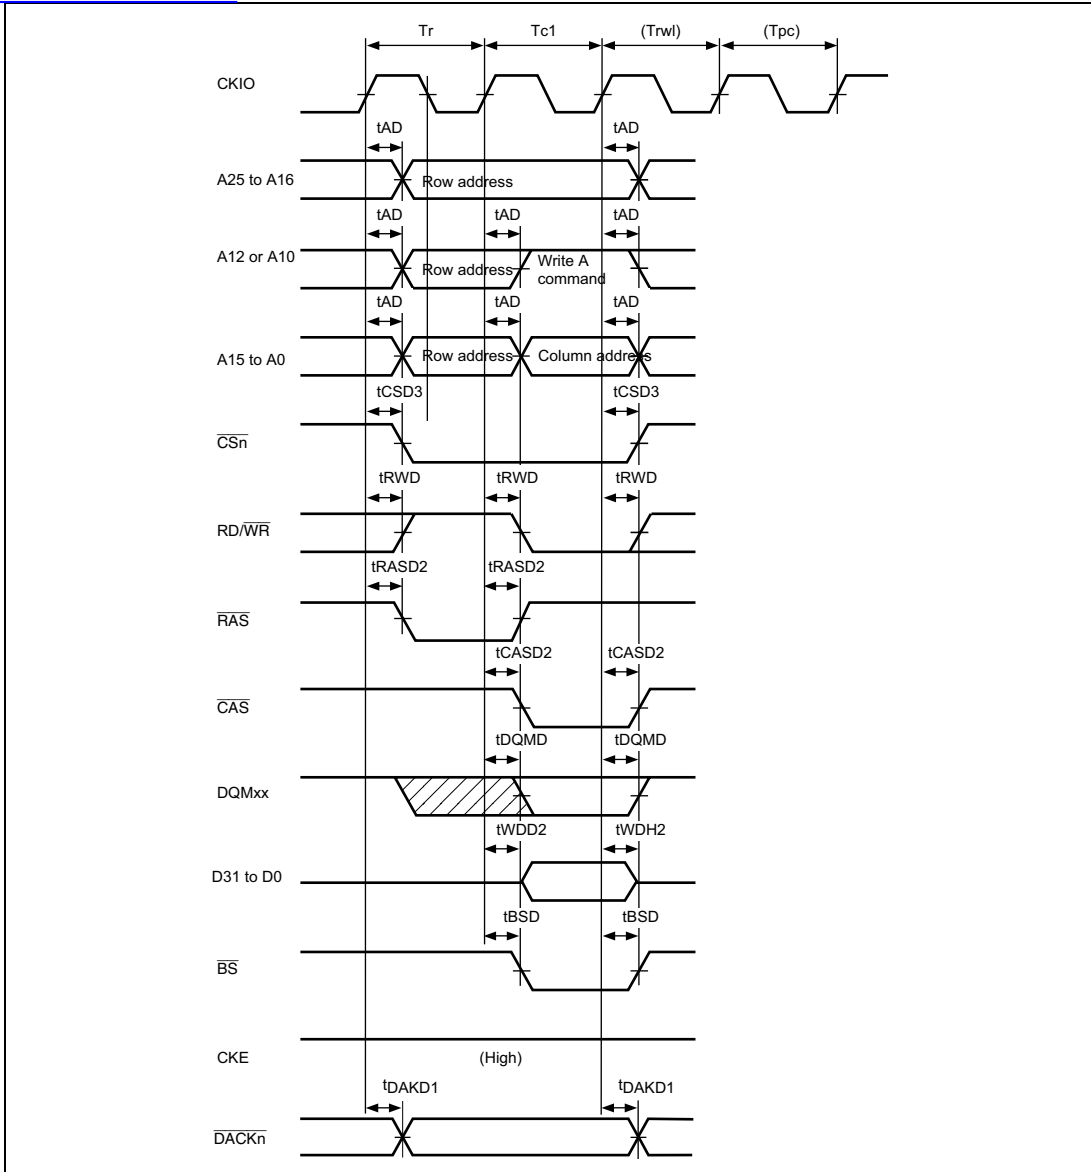 Tr Tc1 (Trwl) (Tpc)
CKIO
tAD tAD
A25 to A16 Row address
tAD tAD tAD
A12 or A10 Row address Write A
command
tAD tAD tAD
A15 to A0 Row address Column address
tCSD3 tCSD3
CSn
tRWD tRWD tRWD
RD/WR
tRASD2 tRASD2
RAS
tCASD2 tCASD2
CAS
tDQMD tDQMD
DQMxx
tWDD2 tWDH2
D31 to D0
tBSD tBSD
BS
CKE (High)
tDAKD1 tDAKD1
DACKn